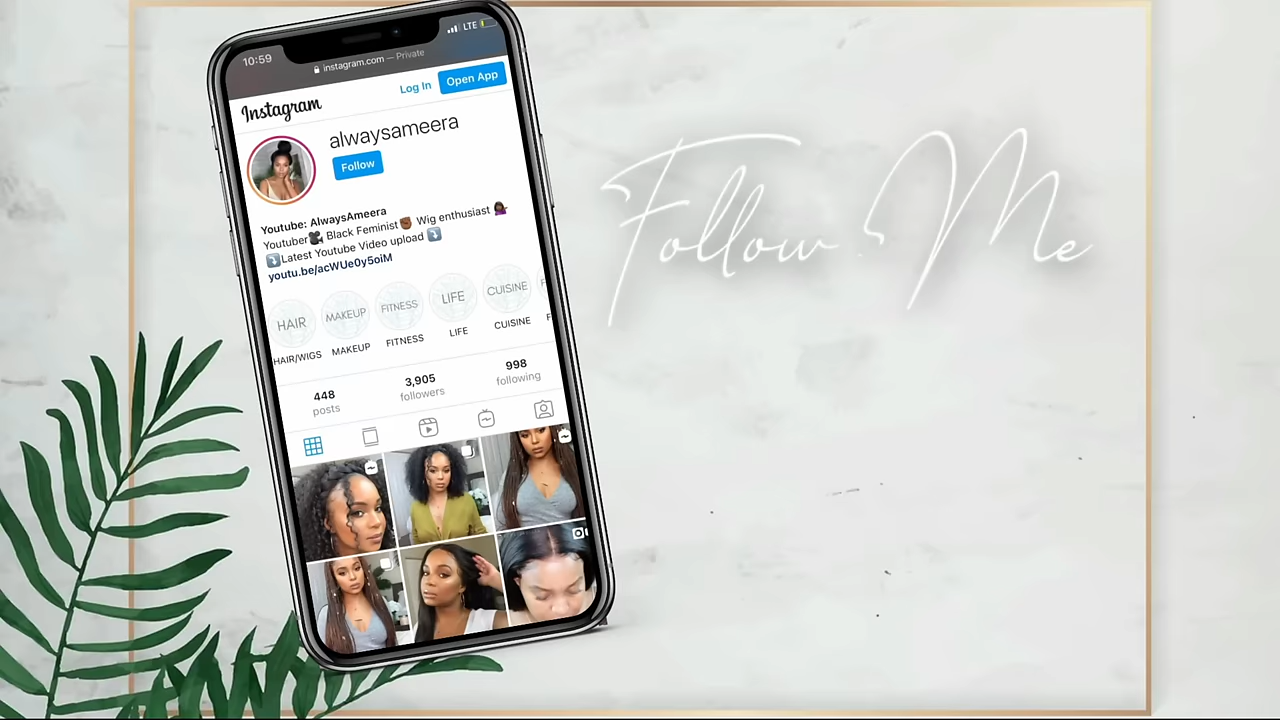 10:59
LTE
instagram.com — Private
Instagram
Log In
Open App
alwaysameera
Follow
Youtube: AlwaysAmeera
Youtuber🎥 Black Feminist✊🏾 Wig enthusiast 💁🏾‍♀️
⤵️Latest Youtube Video upload ⤵️
youtu.be/acWUe0y5oiM
HAIR
MAKEUP
FITNESS
LIFE
CUISINE
F
HAIR/WIGS
MAKEUP
FITNESS
LIFE
CUISINE
F
448
3,905
998
posts
followers
following
Follow Me